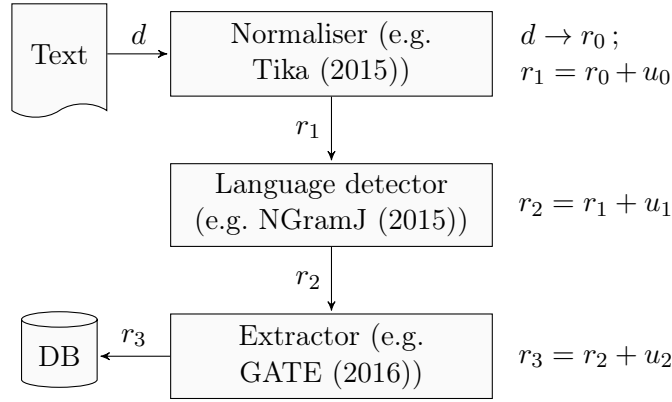 Text
d
Normaliser (e.g.
Tika (2015))
d → r₀ ;
r₁ = r₀ + u₀
r₁
Language detector
(e.g. NGramJ (2015))
r₂ = r₁ + u₁
r₂
DB
r₃
Extractor (e.g.
GATE (2016))
r₃ = r₂ + u₂